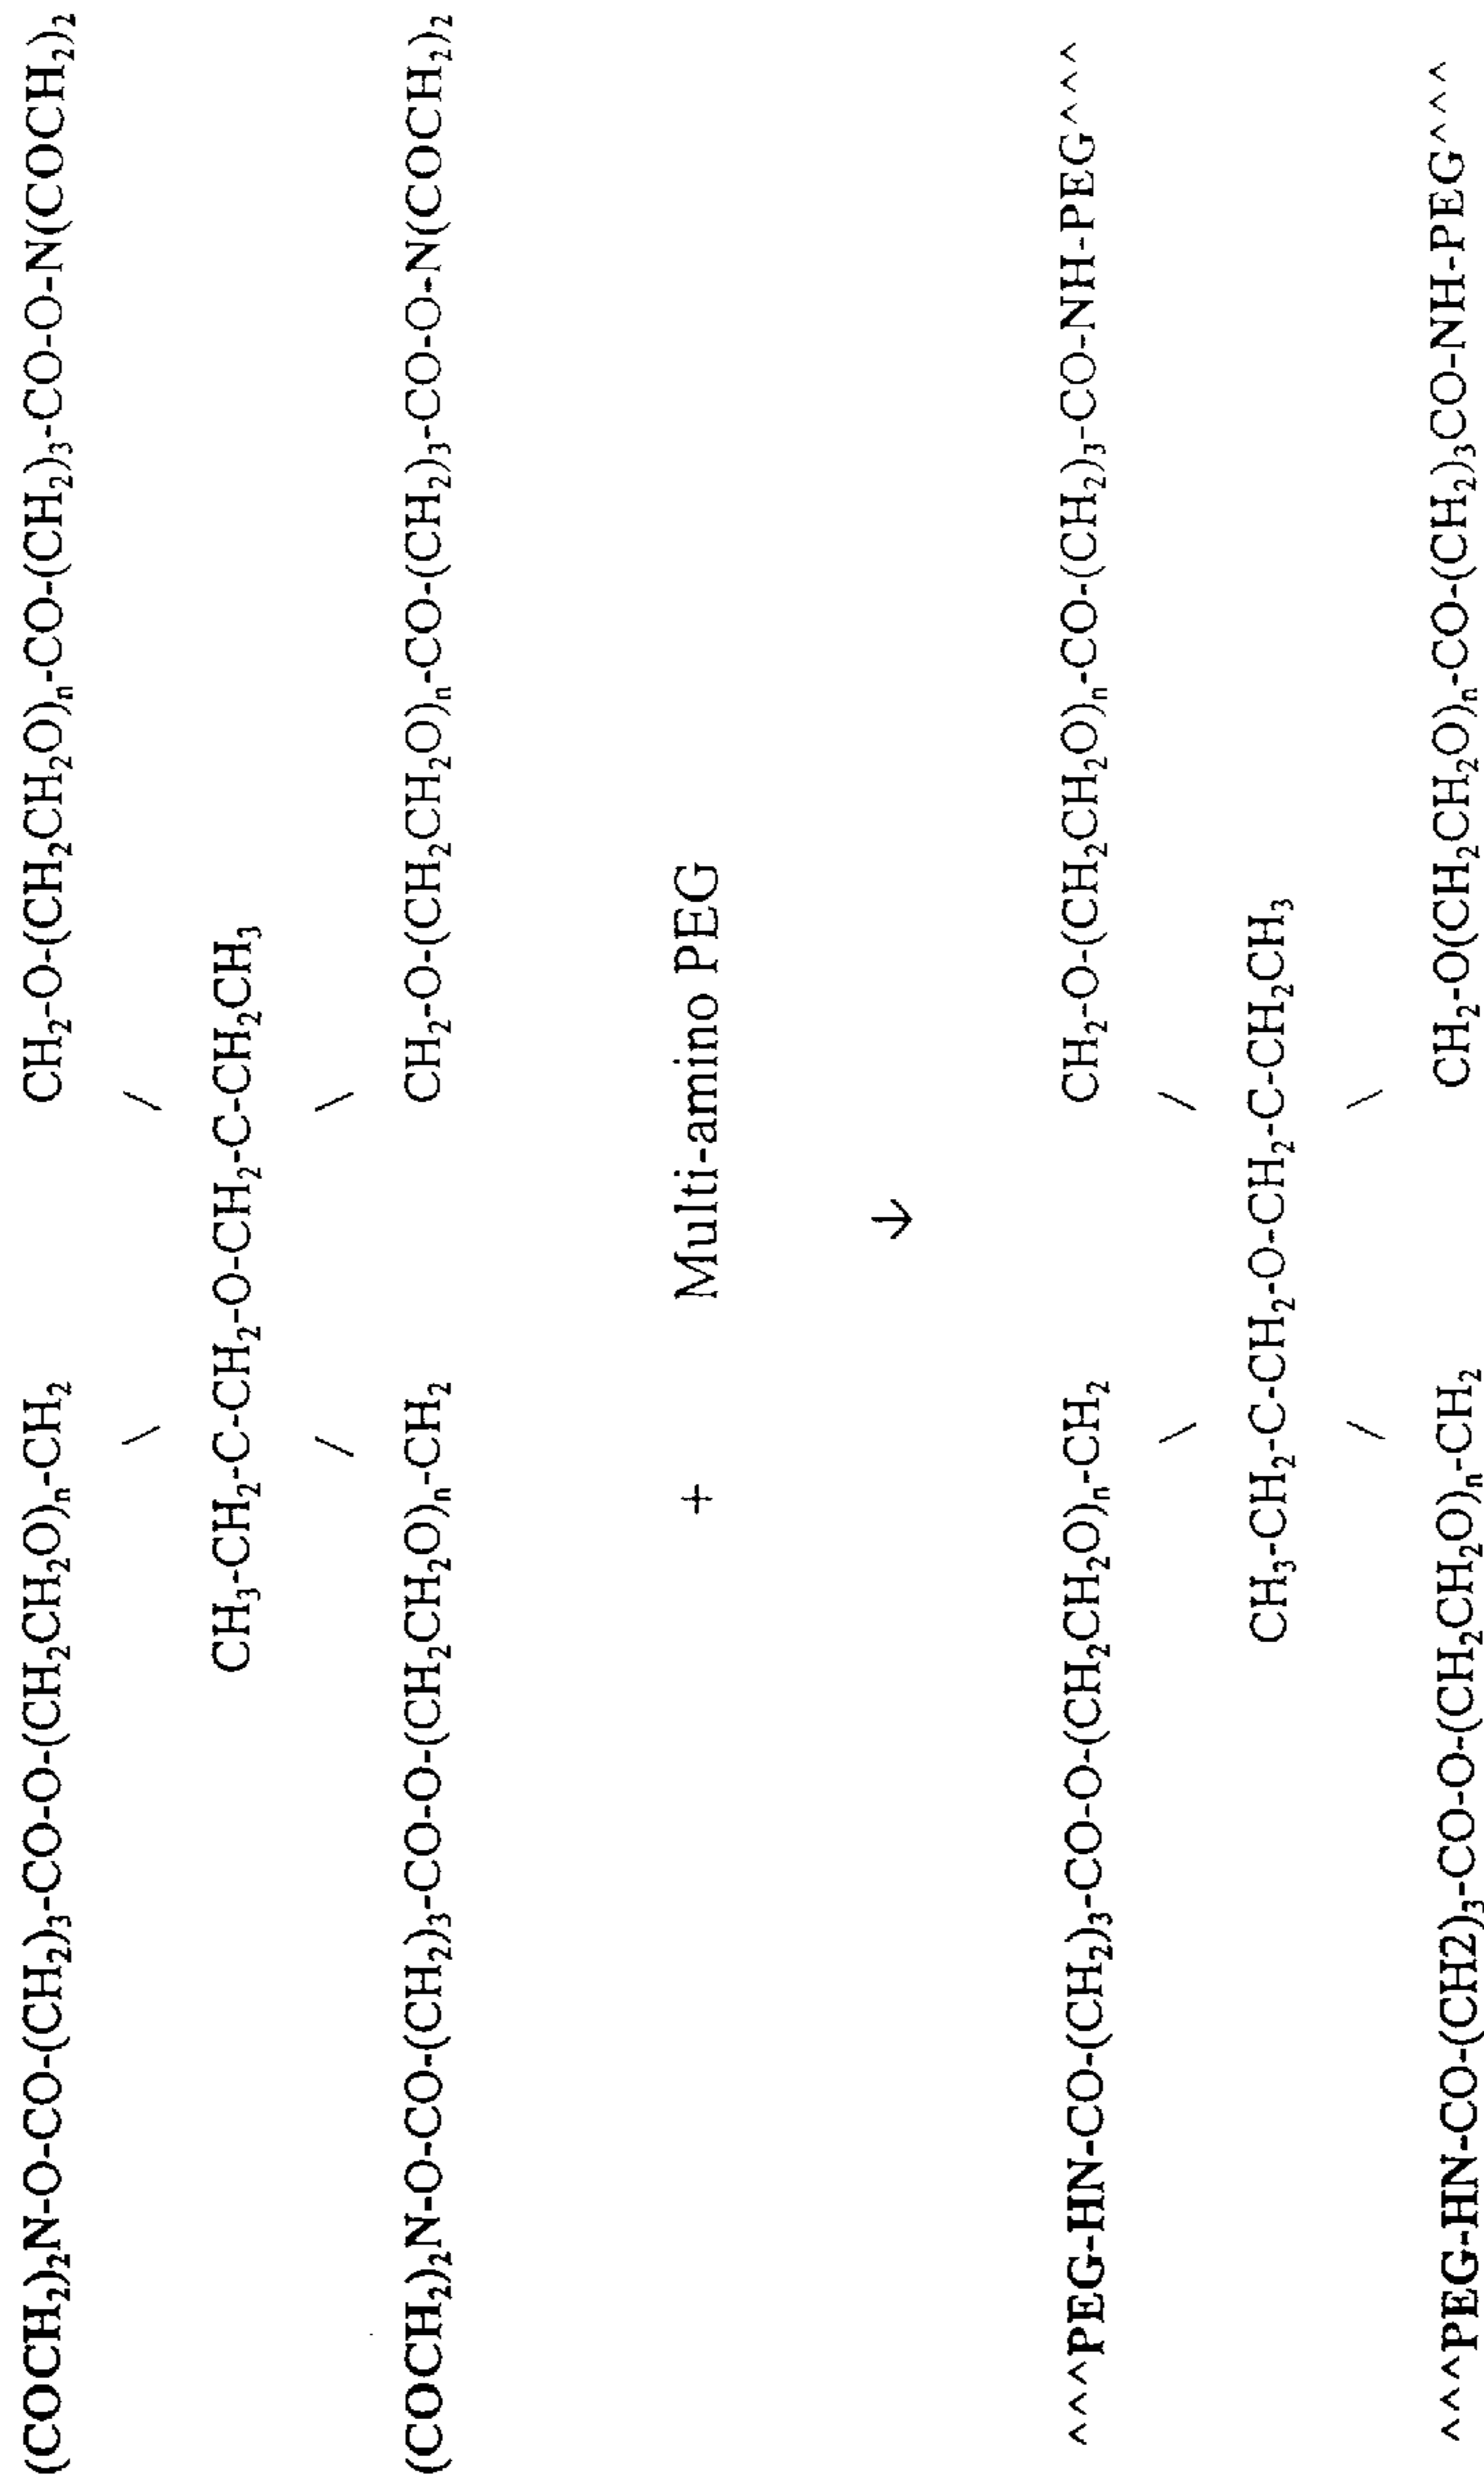 (COCH₂)₂N-O-CO-(CH₂)₃-CO-O-(CH₂CH₂O)ₙ-CH₂ CH₂-O-(CH₂CH₂O)ₙ-CO-(CH₂)₃-CO-O-N(COCH₂)₂
\ /
CH₃-CH₂-C-CH₂-O-CH₂-C-CH₂CH₃
/ \
(COCH₂)₂N-O-CO-(CH₂)₃-CO-O-(CH₂CH₂O)ₙ-CH₂ CH₂-O-(CH₂CH₂O)ₙ-CO-(CH₂)₃-CO-O-N(COCH₂)₂
+ Multi-amino PEG
↓
^^^PEG-HN-CO-(CH₂)₃-CO-O-(CH₂CH₂O)ₙ-CH₂ CH₂-O-(CH₂CH₂O)ₙ-CO-(CH₂)₃-CO-NH-PEG^^^
\ /
CH₃-CH₂-C-CH₂-O-CH₂-C-CH₂CH₃
/ \
^^^PEG-HN-CO-(CH2)₃-CO-O-(CH₂CH₂O)ₙ-CH₂ CH₂-O(CH₂CH₂O)ₙ-CO-(CH₂)₃CO-NH-PEG^^^